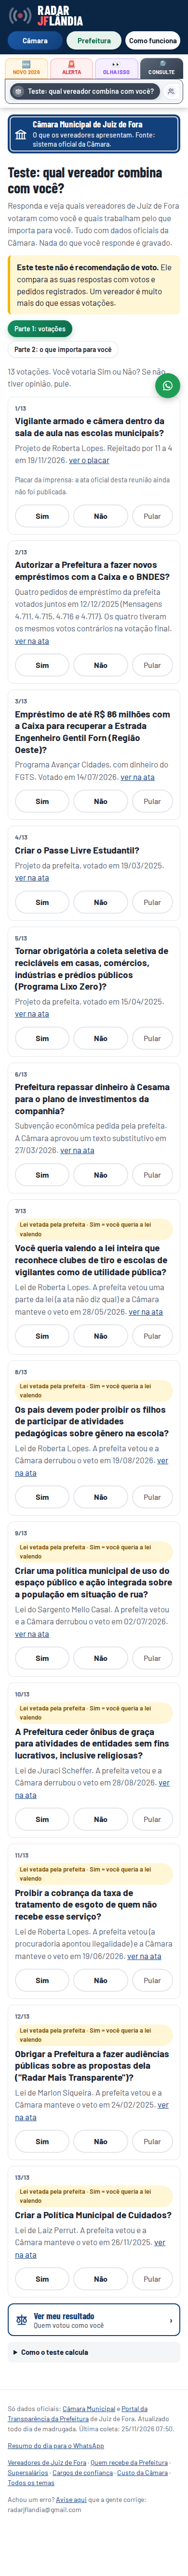 RADAR
JFLÂNDIA
Câmara
Prefeitura
Como funciona
NOVO 2026
ALERTA
OLHA ISSO
CONSULTE
Teste: qual vereador combina com você?
Câmara Municipal de Juiz de Fora
O que os vereadores apresentam. Fonte:
sistema oficial da Câmara.
Teste: qual vereador combina
com você?
Responda e veja quais vereadores de Juiz de Fora
votaram como você e quais trabalham pelo que
importa pra você. Tudo com dados oficiais da
Câmara. Nada do que você responde é gravado.
Este teste não é recomendação de voto. Ele
compara as suas respostas com votos e
pedidos registrados. Um vereador é muito
mais do que essas votações.
Parte 1: votações
Parte 2: o que importa para você
13 votações. Você votaria Sim ou Não? Se não
tiver opinião, pule.
1/13
Vigilante armado e câmera dentro da
sala de aula nas escolas municipais?
Projeto de Roberto Lopes. Rejeitado por 11 a 4
em 19/11/2026. ver o placar
Placar da imprensa: a ata oficial desta reunião ainda
não foi publicada.
Sim
Não
Pular
2/13
Autorizar a Prefeitura a fazer novos
empréstimos com a Caixa e o BNDES?
Quatro pedidos de empréstimo da prefeita
votados juntos em 12/12/2025 (Mensagens
4.711, 4.715, 4.716 e 4.717). Os quatro tiveram
os mesmos votos contrários na votação final.
ver na ata
Sim
Não
Pular
3/13
Empréstimo de até R$ 86 milhões com
a Caixa para recuperar a Estrada
Engenheiro Gentil Forn (Região
Oeste)?
Programa Avançar Cidades, com dinheiro do
FGTS. Votado em 14/07/2026. ver na ata
Sim
Não
Pular
4/13
Criar o Passe Livre Estudantil?
Projeto da prefeita, votado em 19/03/2025.
ver na ata
Sim
Não
Pular
5/13
Tornar obrigatória a coleta seletiva de
recicláveis em casas, comércios,
indústrias e prédios públicos
(Programa Lixo Zero)?
Projeto da prefeita, votado em 15/04/2025.
ver na ata
Sim
Não
Pular
6/13
Prefeitura repassar dinheiro à Cesama
para o plano de investimentos da
companhia?
Subvenção econômica pedida pela prefeita.
A Câmara aprovou um texto substitutivo em
27/03/2026. ver na ata
Sim
Não
Pular
7/13
Lei vetada pela prefeita · Sim = você queria a lei
valendo
Você queria valendo a lei inteira que
reconhece clubes de tiro e escolas de
vigilantes como de utilidade pública?
Lei de Roberta Lopes. A prefeita vetou uma
parte da lei (a ata não diz qual) e a Câmara
manteve o veto em 28/05/2026. ver na ata
Sim
Não
Pular
8/13
Lei vetada pela prefeita · Sim = você queria a lei
valendo
Os pais devem poder proibir os filhos
de participar de atividades
pedagógicas sobre gênero na escola?
Lei de Roberta Lopes. A prefeita vetou e a
Câmara derrubou o veto em 19/08/2026. ver
na ata
Sim
Não
Pular
9/13
Lei vetada pela prefeita · Sim = você queria a lei
valendo
Criar uma política municipal de uso do
espaço público e ação integrada sobre
a população em situação de rua?
Lei do Sargento Mello Casal. A prefeita vetou
e a Câmara derrubou o veto em 02/07/2026.
ver na ata
Sim
Não
Pular
10/13
Lei vetada pela prefeita · Sim = você queria a lei
valendo
A Prefeitura ceder ônibus de graça
para atividades de entidades sem fins
lucrativos, inclusive religiosas?
Lei de Juraci Scheffer. A prefeita vetou e a
Câmara derrubou o veto em 28/08/2026. ver
na ata
Sim
Não
Pular
11/13
Lei vetada pela prefeita · Sim = você queria a lei
valendo
Proibir a cobrança da taxa de
tratamento de esgoto de quem não
recebe esse serviço?
Lei de Roberta Lopes. A prefeita vetou (a
procuradoria apontou ilegalidade) e a Câmara
manteve o veto em 19/06/2026. ver na ata
Sim
Não
Pular
12/13
Lei vetada pela prefeita · Sim = você queria a lei
valendo
Obrigar a Prefeitura a fazer audiências
públicas sobre as propostas dela
("Radar Mais Transparente")?
Lei de Marlon Siqueira. A prefeita vetou e a
Câmara manteve o veto em 24/02/2025. ver
na ata
Sim
Não
Pular
13/13
Lei vetada pela prefeita · Sim = você queria a lei
valendo
Criar a Política Municipal de Cuidados?
Lei de Laiz Perrut. A prefeita vetou e a
Câmara manteve o veto em 26/11/2025. ver
na ata
Sim
Não
Pular
Ver meu resultado
Quem votou como você
Como o teste calcula
Só dados oficiais: Câmara Municipal e Portal da
Transparência da Prefeitura de Juiz de Fora. Atualizado
todo dia de madrugada. Última coleta: 25/11/2026 07:50.
Resumo do dia para o WhatsApp
Vereadores de Juiz de Fora · Quem recebe da Prefeitura ·
Supersalários · Cargos de confiança · Custo da Câmara ·
Todos os temas
Achou um erro? Avise aqui que a gente corrige:
radarjflandia@gmail.com